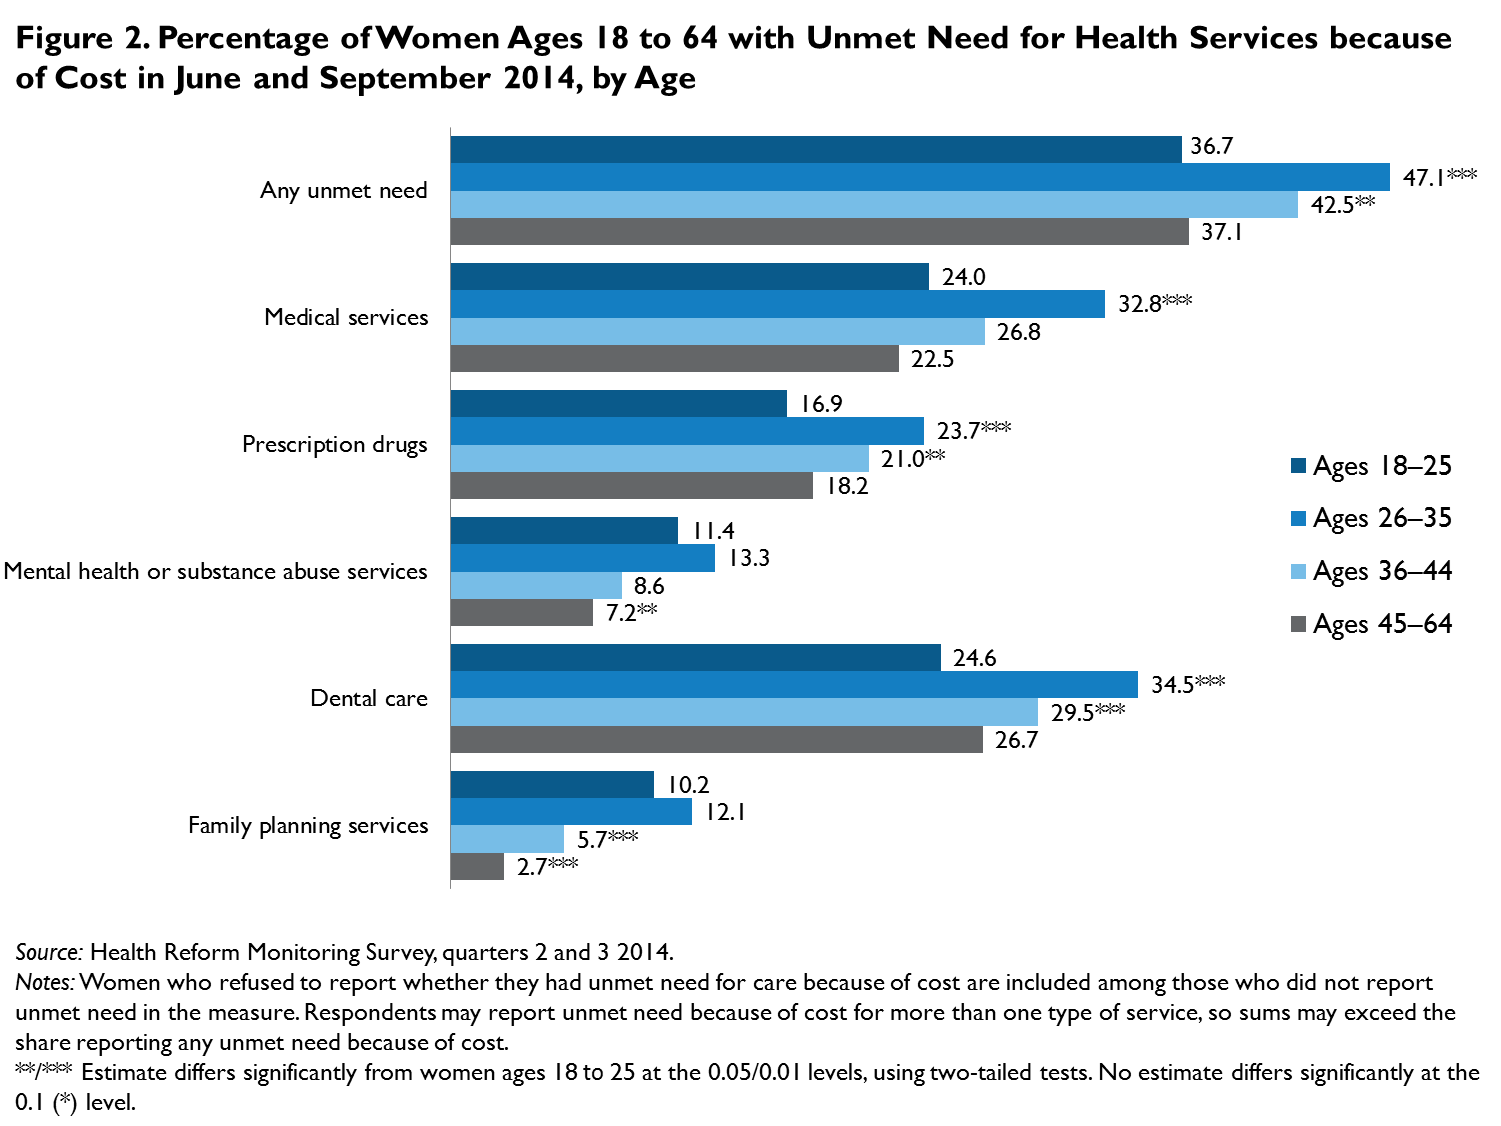 Figure 2. Percentage of Women Ages 18 to 64 with Unmet Need for Health Services because
of Cost in June and September 2014, by Age
Any unmet need
36.7
47.1***
42.5**
37.1
Medical services
24.0
32.8***
26.8
22.5
Prescription drugs
16.9
23.7***
21.0**
18.2
Mental health or substance abuse services
11.4
13.3
8.6
7.2**
Dental care
24.6
34.5***
29.5***
26.7
Family planning services
10.2
12.1
5.7***
2.7***
Ages 18–25
Ages 26–35
Ages 36–44
Ages 45–64
Source: Health Reform Monitoring Survey, quarters 2 and 3 2014.
Notes: Women who refused to report whether they had unmet need for care because of cost are included among those who did not report
unmet need in the measure. Respondents may report unmet need because of cost for more than one type of service, so sums may exceed the
share reporting any unmet need because of cost.
**/*** Estimate differs significantly from women ages 18 to 25 at the 0.05/0.01 levels, using two-tailed tests. No estimate differs significantly at the
0.1 (*) level.